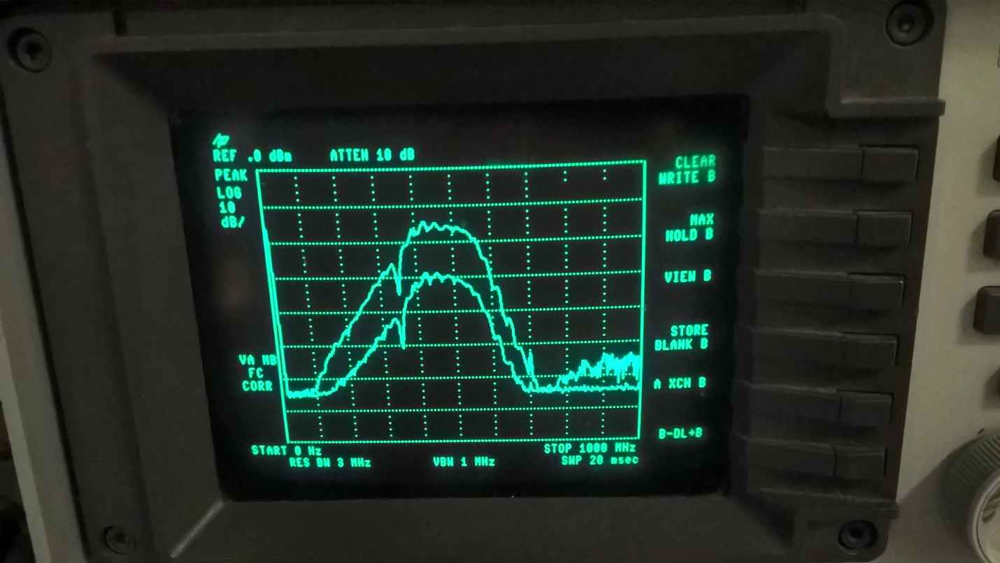 hp
REF .0 dBm ATTEN 10 dB
PEAK
LOG
10
dB/
VA MB
FC
CORR
START 0 Hz STOP 1000 MHz
RES BW 3 MHz VBW 1 MHz SWP 20 msec
CLEAR
WRITE B
MAX
HOLD B
VIEW B
STORE
BLANK B
A XCH B
B-DL→B